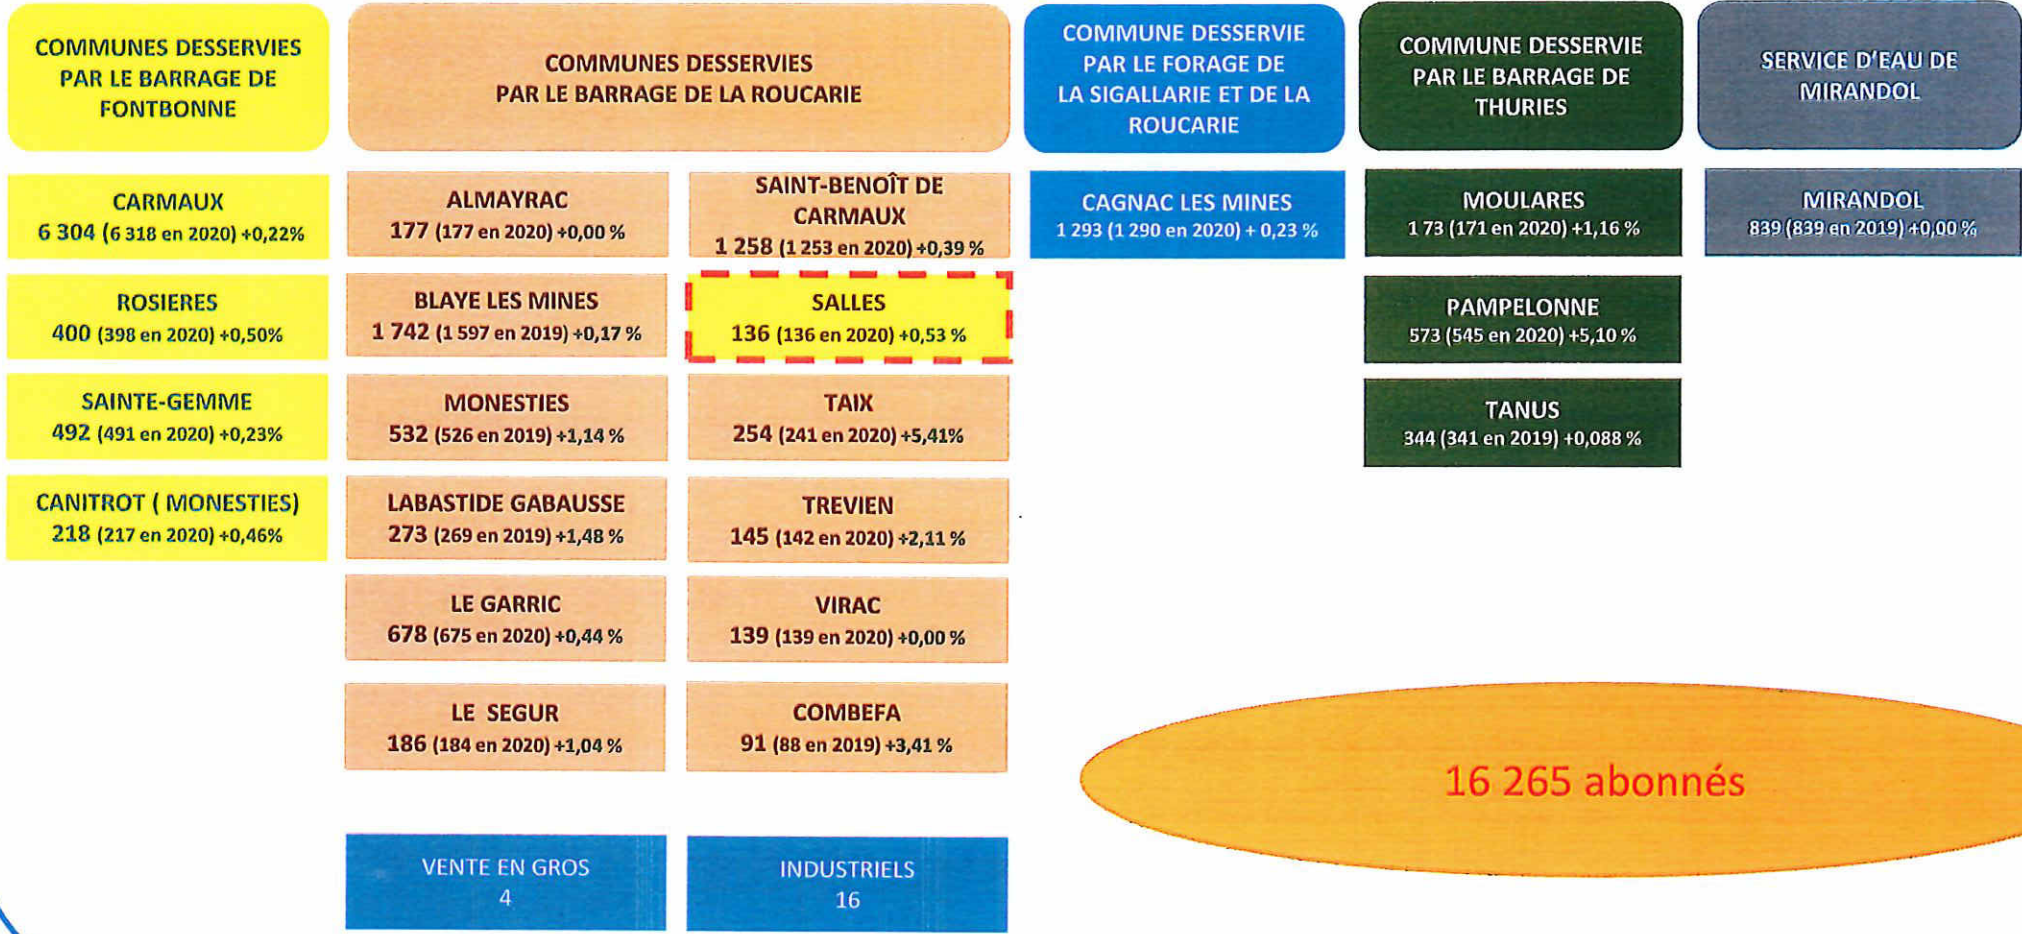 COMMUNES DESSERVIES
PAR LE BARRAGE DE
FONTBONNE
CARMAUX
6 304 (6 318 en 2020) +0,22%
ROSIERES
400 (398 en 2020) +0,50%
SAINTE-GEMME
492 (491 en 2020) +0,23%
CANITROT ( MONESTIES)
218 (217 en 2020) +0,46%
COMMUNES DESSERVIES
PAR LE BARRAGE DE LA ROUCARIE
ALMAYRAC
177 (177 en 2020) +0,00 %
BLAYE LES MINES
1 742 (1 597 en 2019) +0,17 %
MONESTIES
532 (526 en 2019) +1,14 %
LABASTIDE GABAUSSE
273 (269 en 2019) +1,48 %
LE GARRIC
678 (675 en 2020) +0,44 %
LE SEGUR
186 (184 en 2020) +1,04 %
VENTE EN GROS
4
SAINT-BENOÎT DE
CARMAUX
1 258 (1 253 en 2020) +0,39 %
SALLES
136 (136 en 2020) +0,53 %
TAIX
254 (241 en 2020) +5,41%
TREVIEN
145 (142 en 2020) +2,11 %
VIRAC
139 (139 en 2020) +0,00 %
COMBEFA
91 (88 en 2019) +3,41 %
INDUSTRIELS
16
COMMUNE DESSERVIE
PAR LE FORAGE DE
LA SIGALLARIE ET DE LA
ROUCARIE
CAGNAC LES MINES
1 293 (1 290 en 2020) + 0,23 %
COMMUNE DESSERVIE
PAR LE BARRAGE DE
THURIES
MOULARES
1 73 (171 en 2020) +1,16 %
PAMPELONNE
573 (545 en 2020) +5,10 %
TANUS
344 (341 en 2019) +0,088 %
SERVICE D'EAU DE
MIRANDOL
MIRANDOL
839 (839 en 2019) +0,00 %
16 265 abonnés